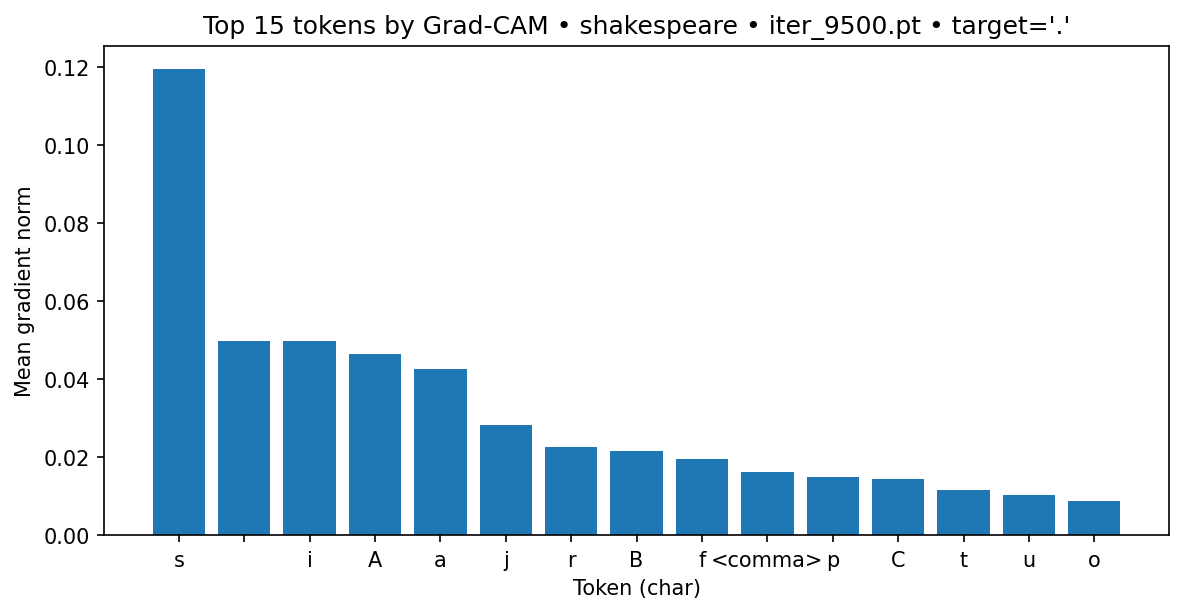 Top 15 tokens by Grad-CAM • shakespeare • iter_9500.pt • target='.'
Mean gradient norm
0.12
0.10
0.08
0.06
0.04
0.02
0.00
s i A a j r B f <comma> p C t u o
Token (char)